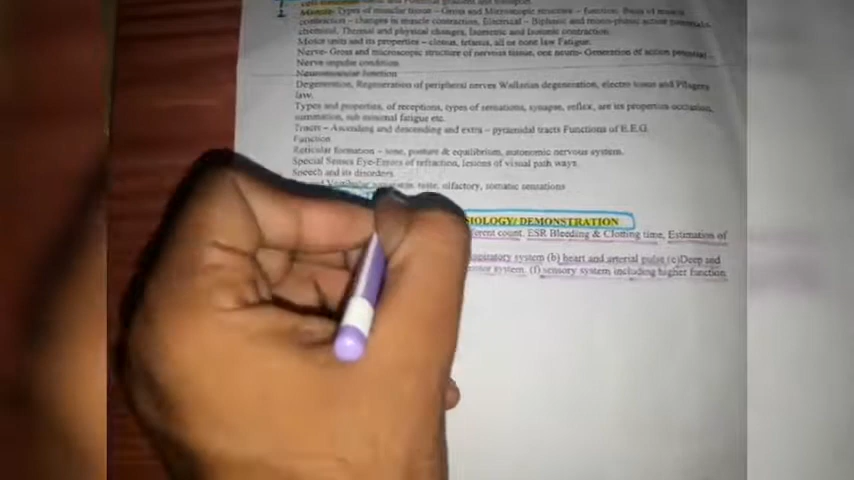 Muscle- Types of muscular tissue – Gross and Microscopic structure – function, Basis of muscle
contraction – changes in muscle contraction, Electrical – Biphasic and mono-phasic action potentials,
chemical, Thermal and physical changes, Isometric and Isotonic contraction.
Motor units and its properties – clonus, tetanus, all or none law Fatigue.
Nerve- Gross and microscopic structure of nervous tissue, one neuro- Generation of action potential –
Nerve impulse condition.
Neuromuscular function
Degeneration, Regeneration of peripheral nerves Wallarian degeneration, electro tonus and Pflugers
law.
Types and properties, of receptions, types of sensations, synapse, reflex, are its properties occlusion,
summation, sub minimal fatigue etc.
Tracts – Ascending and descending and extra – pyramidal tracts Functions of E.E.G.
Function
Reticular formation – tone, posture & equilibrium, autonomic nervous system.
Special Senses Eye-Errors of refraction, lesions of visual path ways.
Speech and its disorders.
Vestibular apparatus, taste, olfactory, somatic sensations
SIOLOGY/ DEMONSTRATION
count. ESR Bleeding & Clotting time, Estimation of
respiratory system (b) heart and arterial pulse (c)Deep and
system, (f) sensory system including higher function